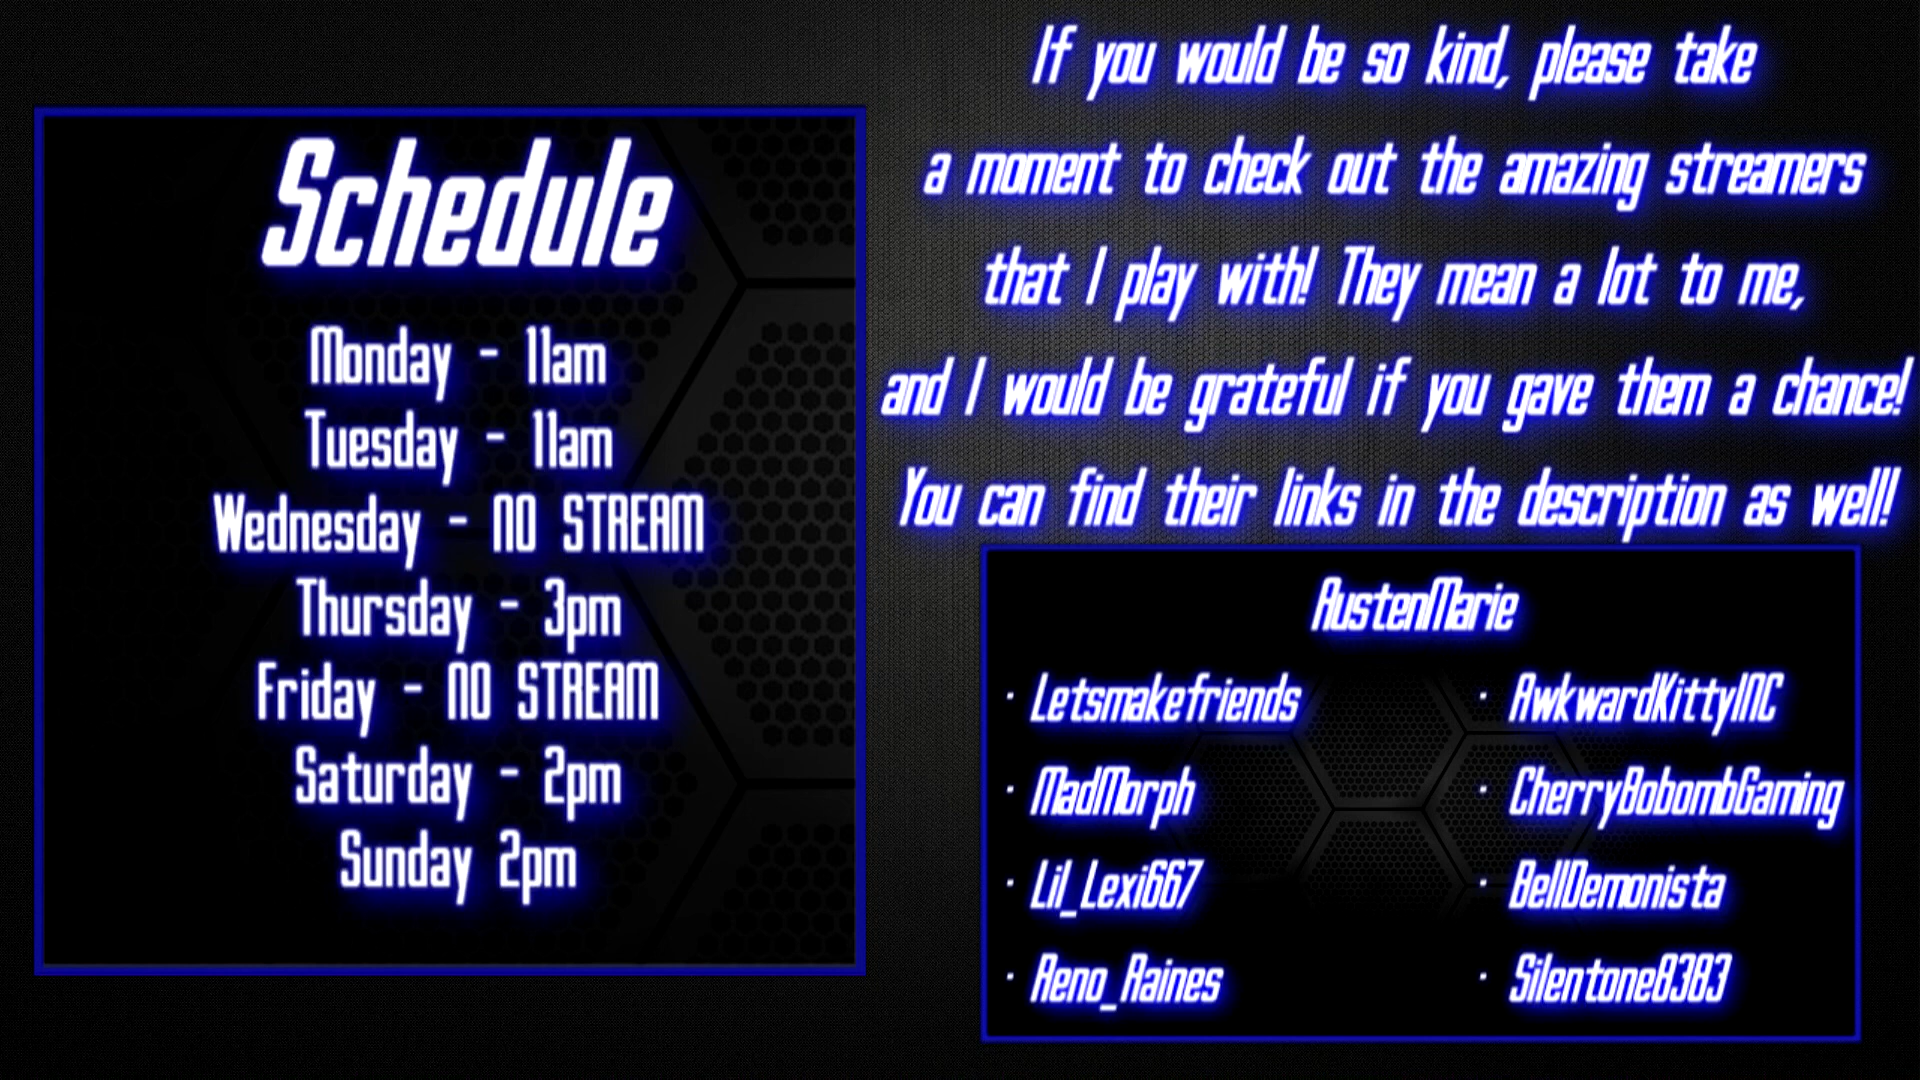 Schedule
Monday - 11am
Tuesday - 11am
Wednesday - NO STREAM
Thursday - 3pm
Friday - NO STREAM
Saturday - 2pm
Sunday 2pm
If you would be so kind, please take
a moment to check out the amazing streamers
that I play with! They mean a lot to me,
and I would be grateful if you gave them a chance!
You can find their links in the description as well!
AustenMarie
· Letsmakefriends
· MadMorph
· Lil_Lexi667
· Reno_Raines
· AwkwardKittyINC
· CherryBobombGaming
· BellDemonista
· Silentone8383